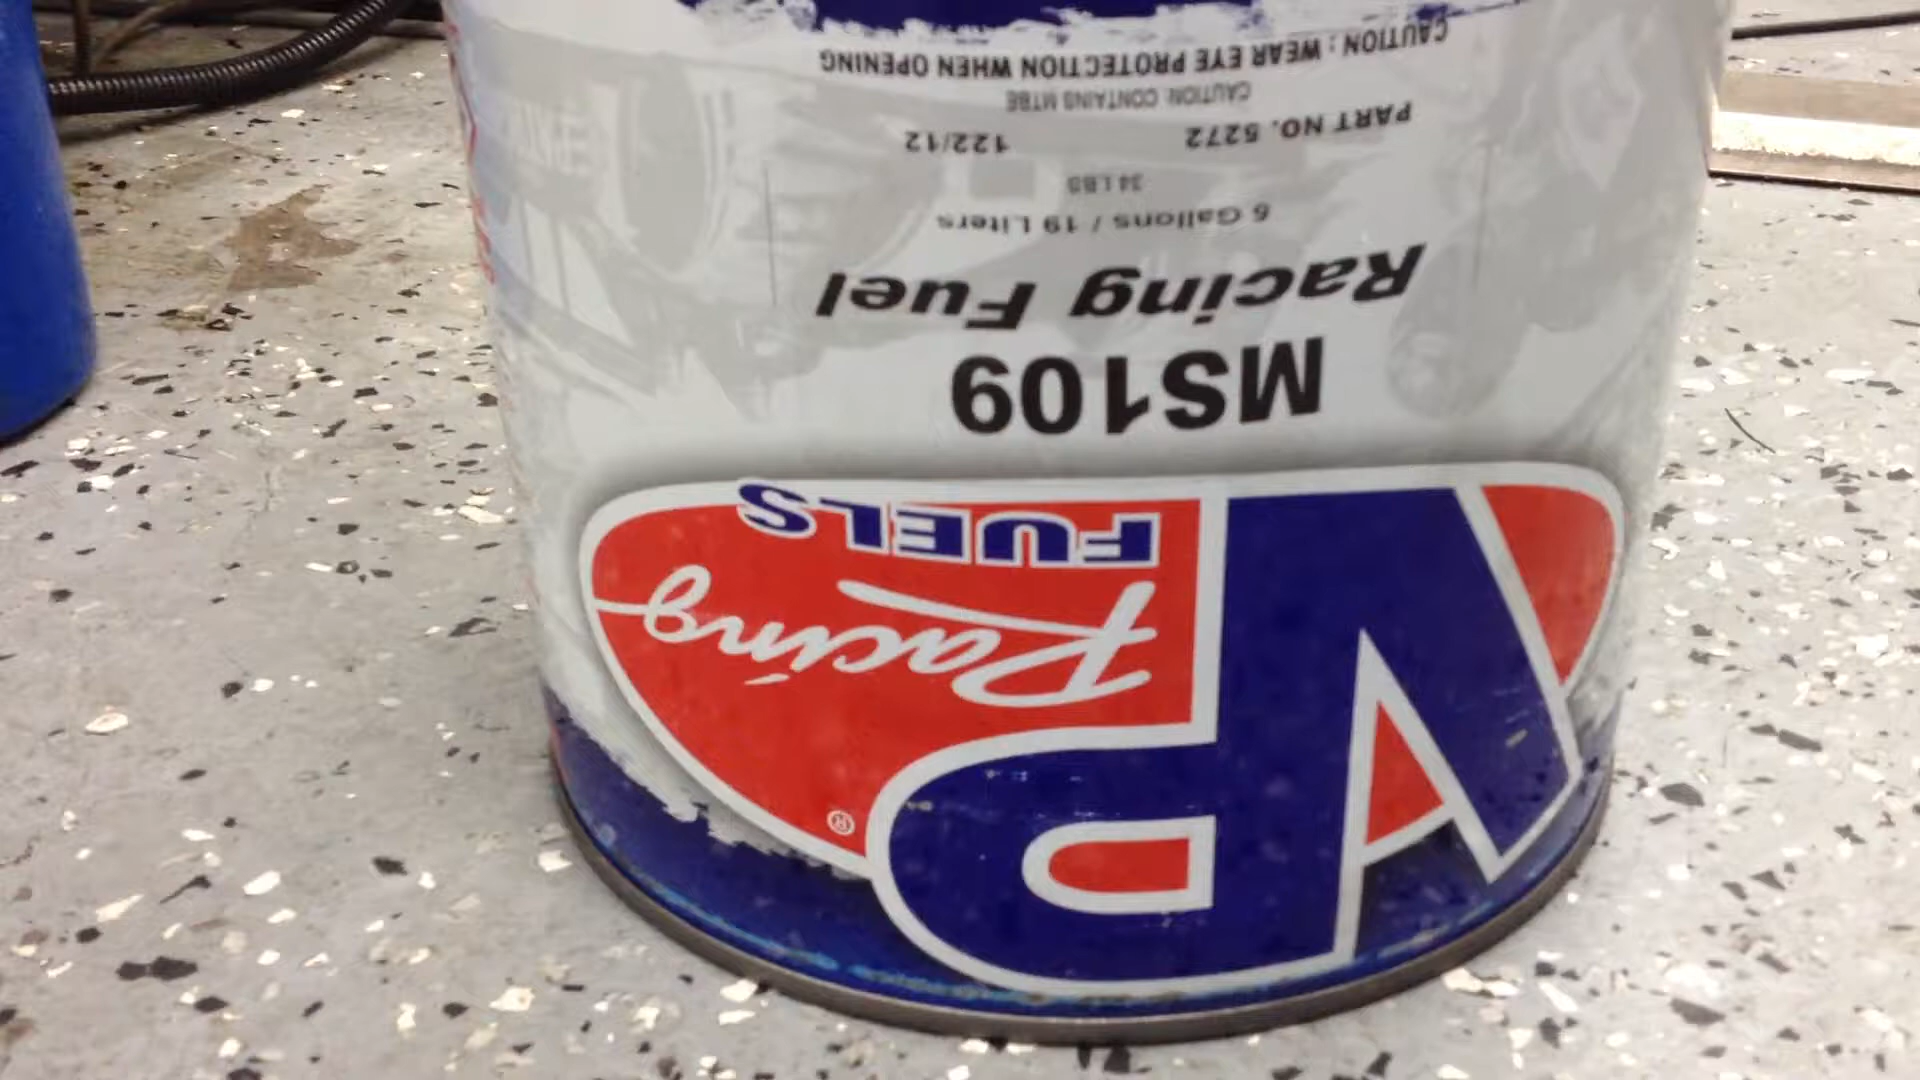 VP
Racing
FUELS
®
MS109
Racing Fuel
5 Gallons / 19 Liters
34 LBS
PART NO. 5272 122/12
CAUTION: CONTAINS MTBE
CAUTION : WEAR EYE PROTECTION WHEN OPENING